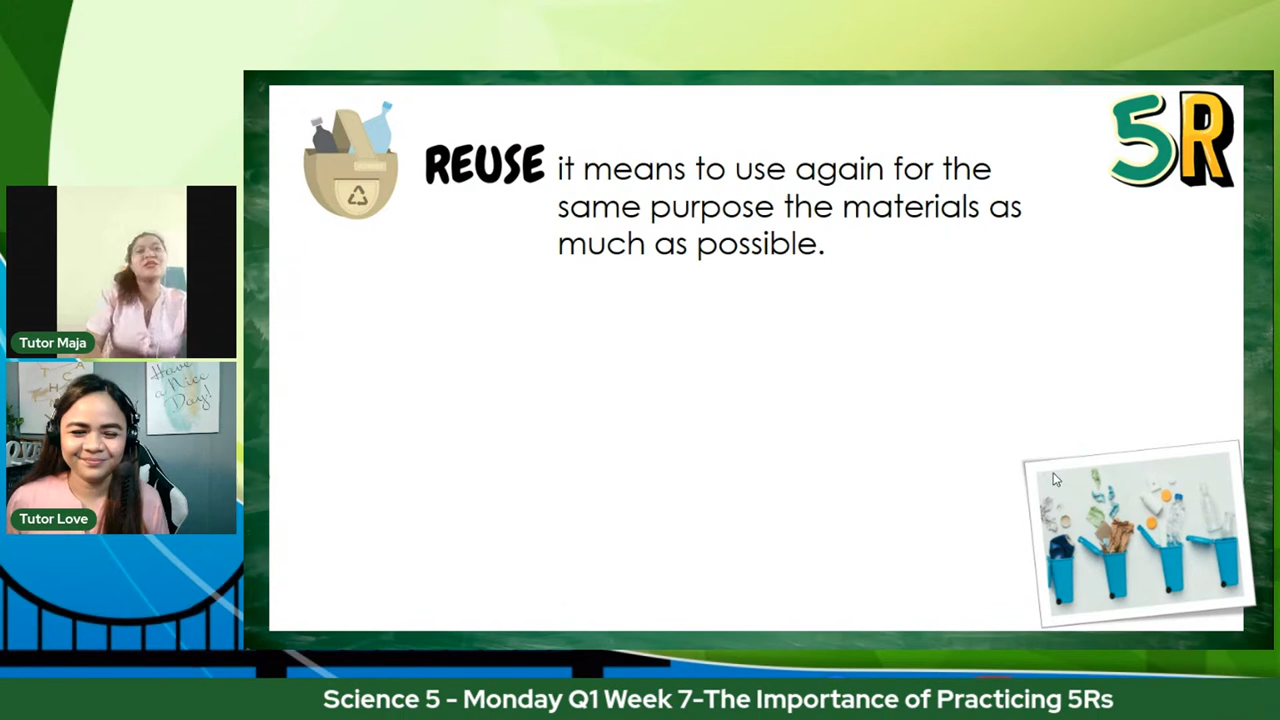 5R
REUSE it means to use again for the
same purpose the materials as
much as possible.
Tutor Maja
Have
a Nice
Day!
Tutor Love
Science 5 - Monday Q1 Week 7-The Importance of Practicing 5Rs